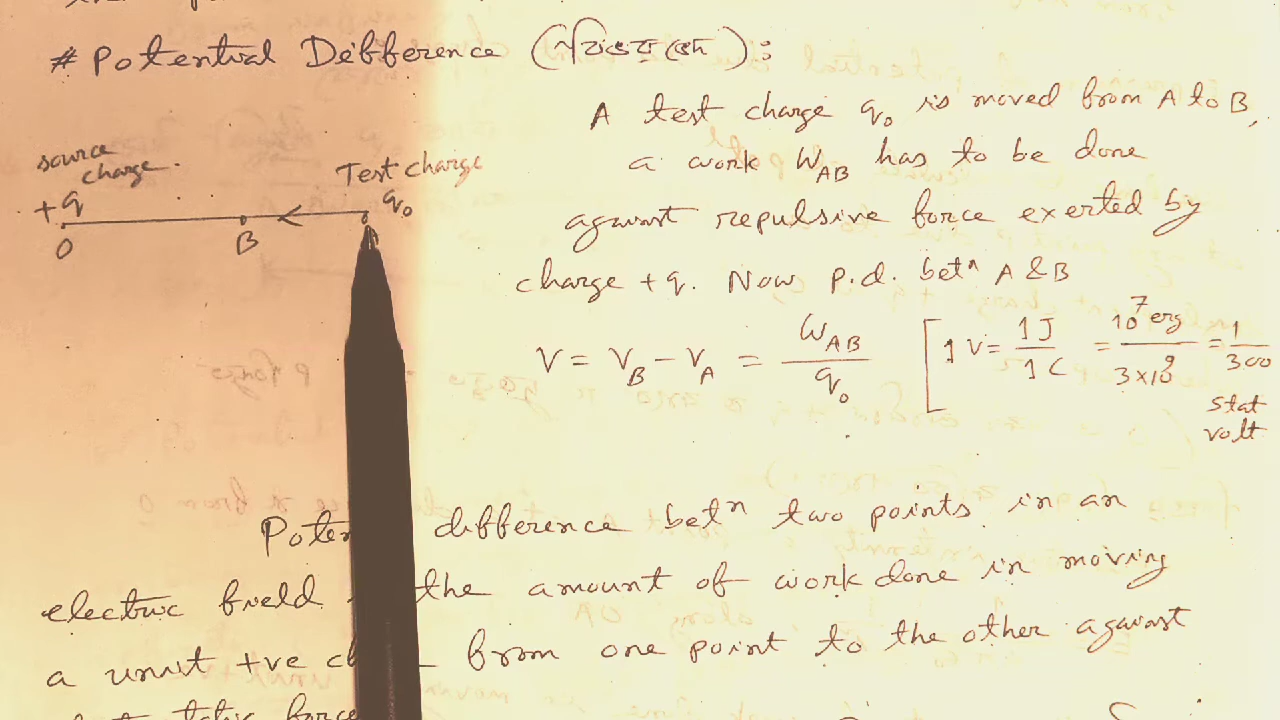 # Potential Difference (বিভবপ্রভেদ):
A test charge q₀ is moved from A to B,
a work W_AB has to be done
against repulsive force exerted by
charge +q. Now p.d. betⁿ A & B
source charge.
+q
O
B
Test charge
q₀
V = V_B − V_A = W_AB / q₀ [1 V = 1 J / 1 C = 10⁷ erg / 3×10⁹ = 1 / 300
stat
volt
difference betⁿ two points in an
electric field the amount of work done in moving
a unit +ve from one point to the other against
force